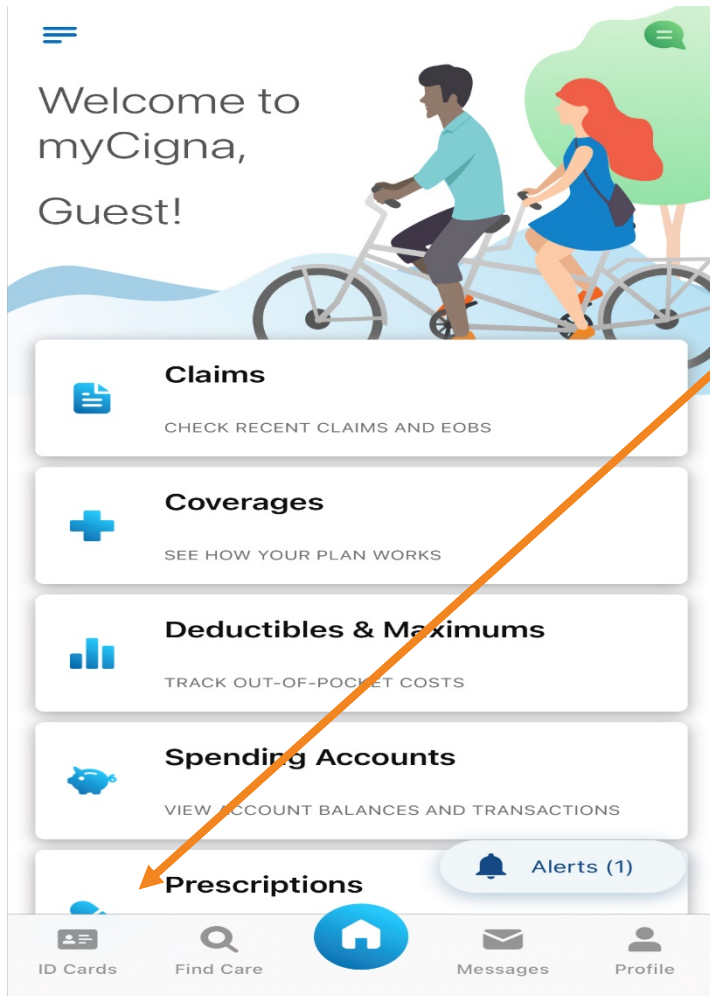 Welcome to
myCigna,
Guest!
Claims
CHECK RECENT CLAIMS AND EOBS
Coverages
SEE HOW YOUR PLAN WORKS
Deductibles & Maximums
TRACK OUT-OF-POCKET COSTS
Spending Accounts
VIEW ACCOUNT BALANCES AND TRANSACTIONS
Prescriptions
Alerts (1)
ID Cards
Find Care
Messages
Profile